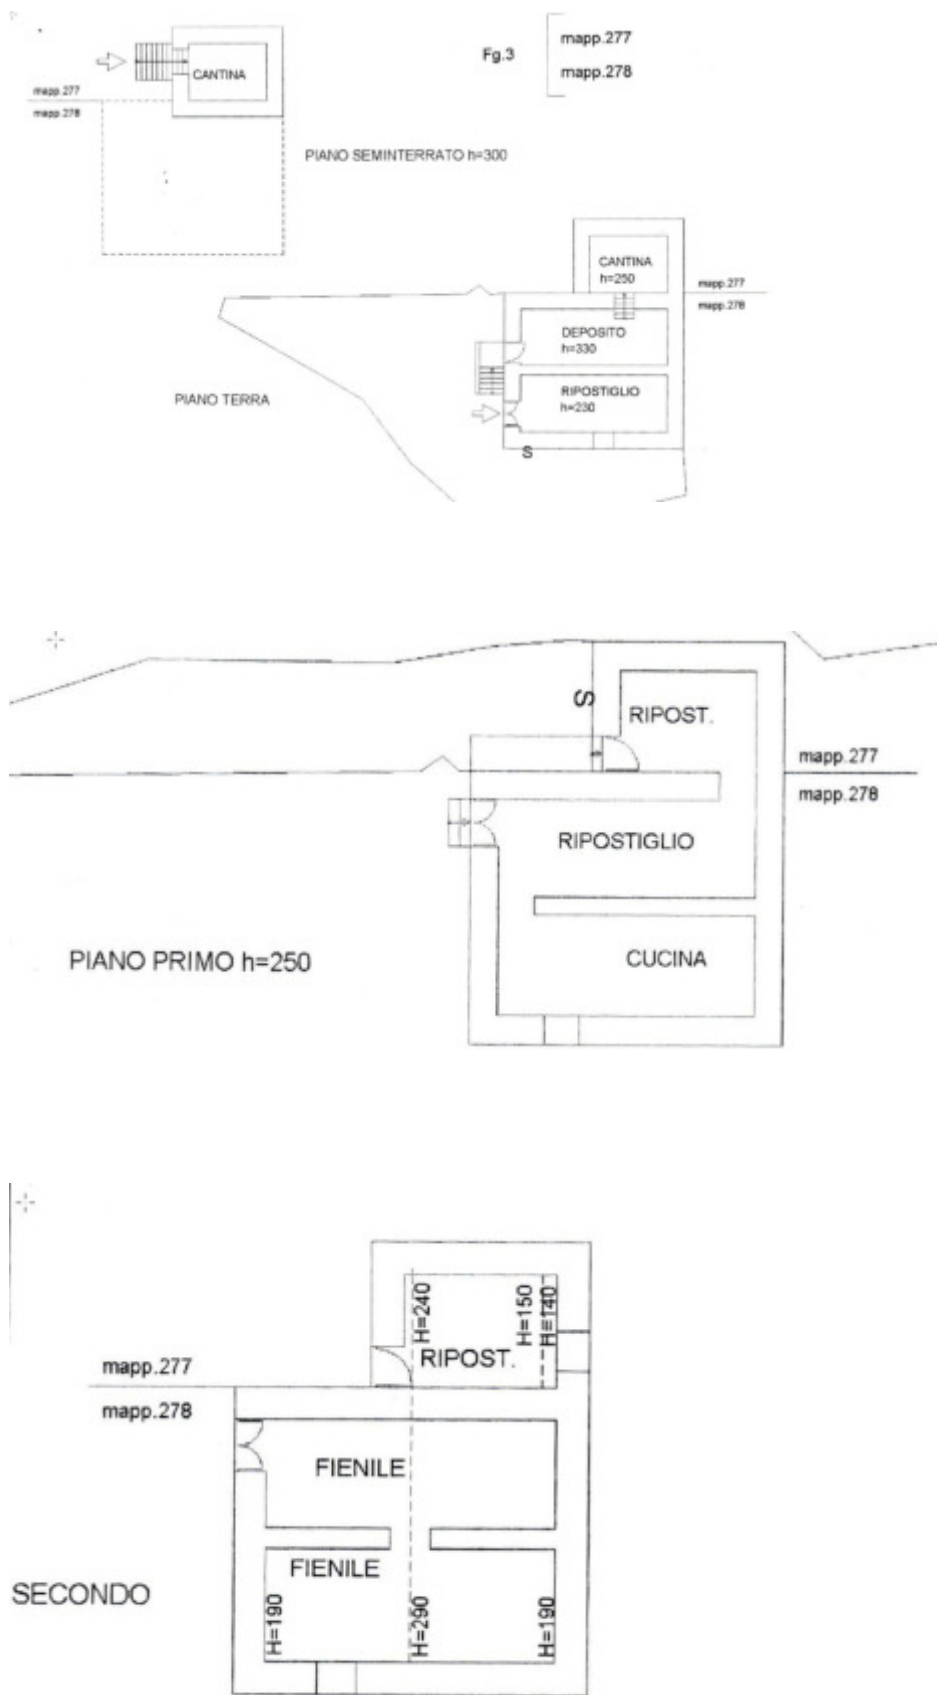 Fg.3
mapp.277
mapp.278
CANTINA
mapp.277
mapp.278
PIANO SEMINTERRATO h=300
CANTINA
h=250
mapp.277
mapp.278
DEPOSITO
h=330
PIANO TERRA
RIPOSTIGLIO
h=230
S
S
RIPOST.
mapp.277
mapp.278
RIPOSTIGLIO
PIANO PRIMO h=250
CUCINA
H=240
H=150
H=140
RIPOST.
mapp.277
mapp.278
FIENILE
FIENILE
SECONDO
H=190
H=290
H=190